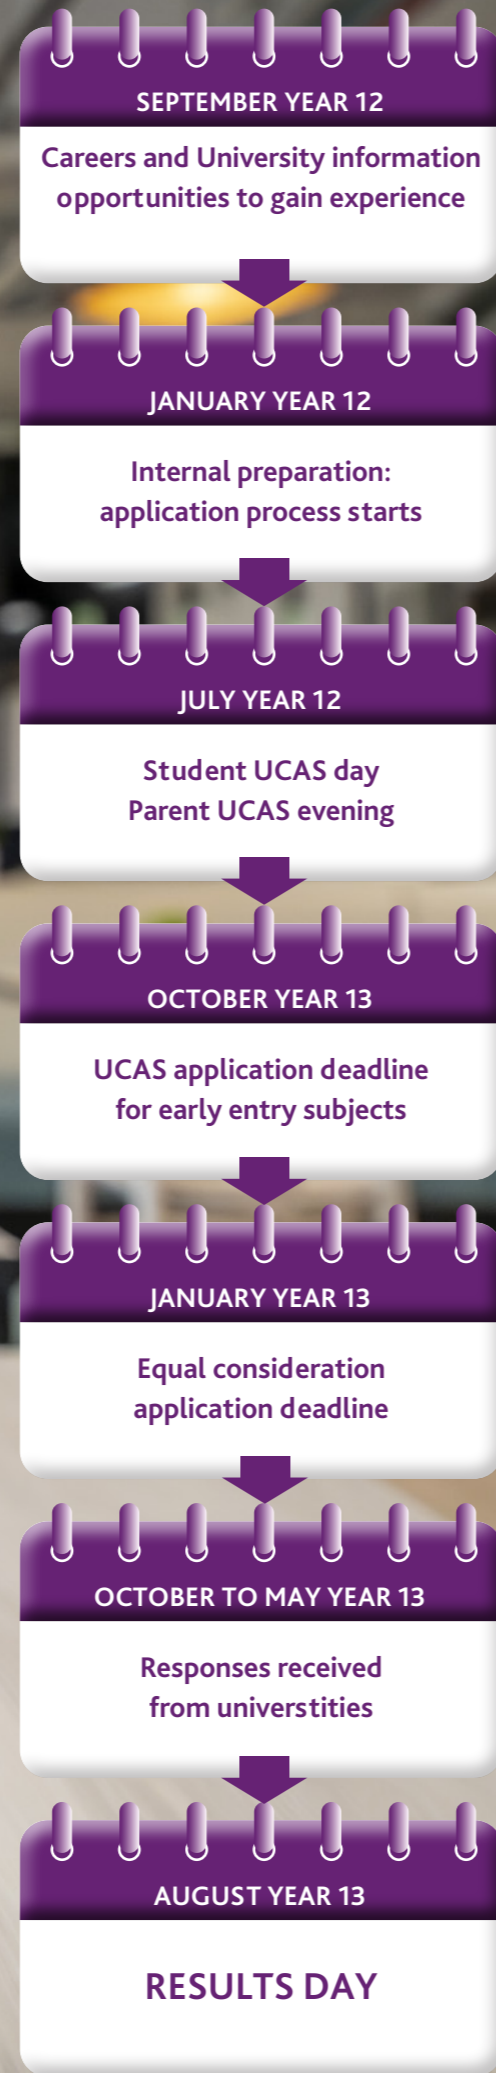 SEPTEMBER YEAR 12
Careers and University information
opportunities to gain experience
JANUARY YEAR 12
Internal preparation:
application process starts
JULY YEAR 12
Student UCAS day
Parent UCAS evening
OCTOBER YEAR 13
UCAS application deadline
for early entry subjects
JANUARY YEAR 13
Equal consideration
application deadline
OCTOBER TO MAY YEAR 13
Responses received
from universtities
AUGUST YEAR 13
RESULTS DAY